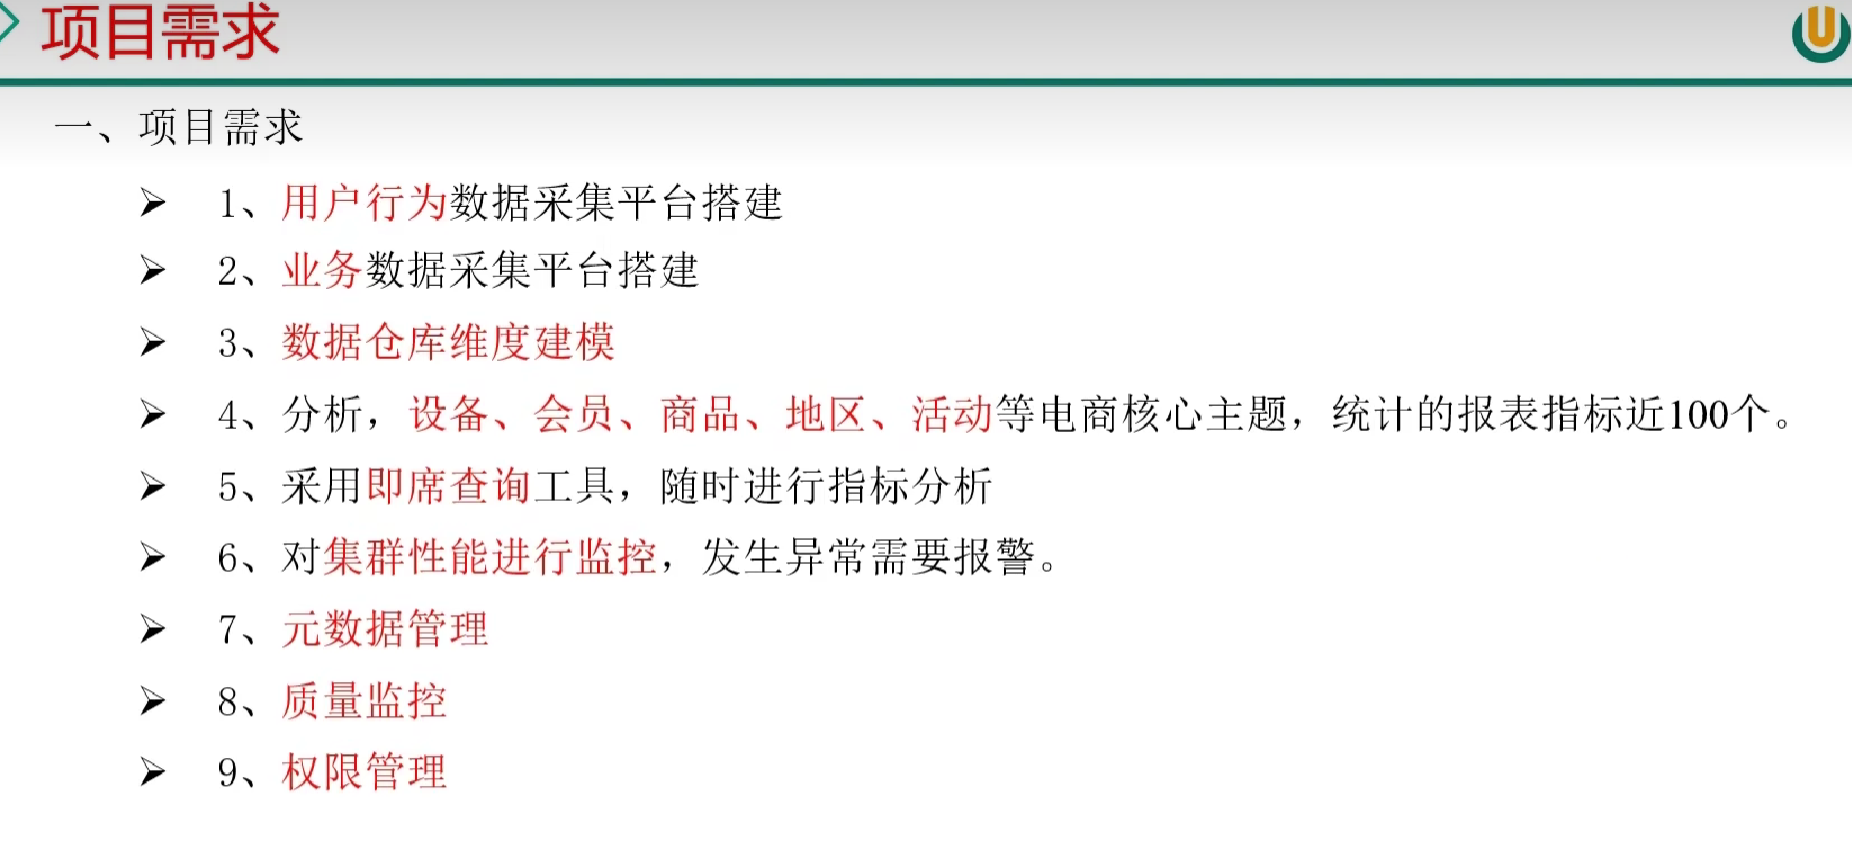 项目需求
一、项目需求
1、用户行为数据采集平台搭建
2、业务数据采集平台搭建
3、数据仓库维度建模
4、分析，设备、会员、商品、地区、活动等电商核心主题，统计的报表指标近100个。
5、采用即席查询工具，随时进行指标分析
6、对集群性能进行监控，发生异常需要报警。
7、元数据管理
8、质量监控
9、权限管理